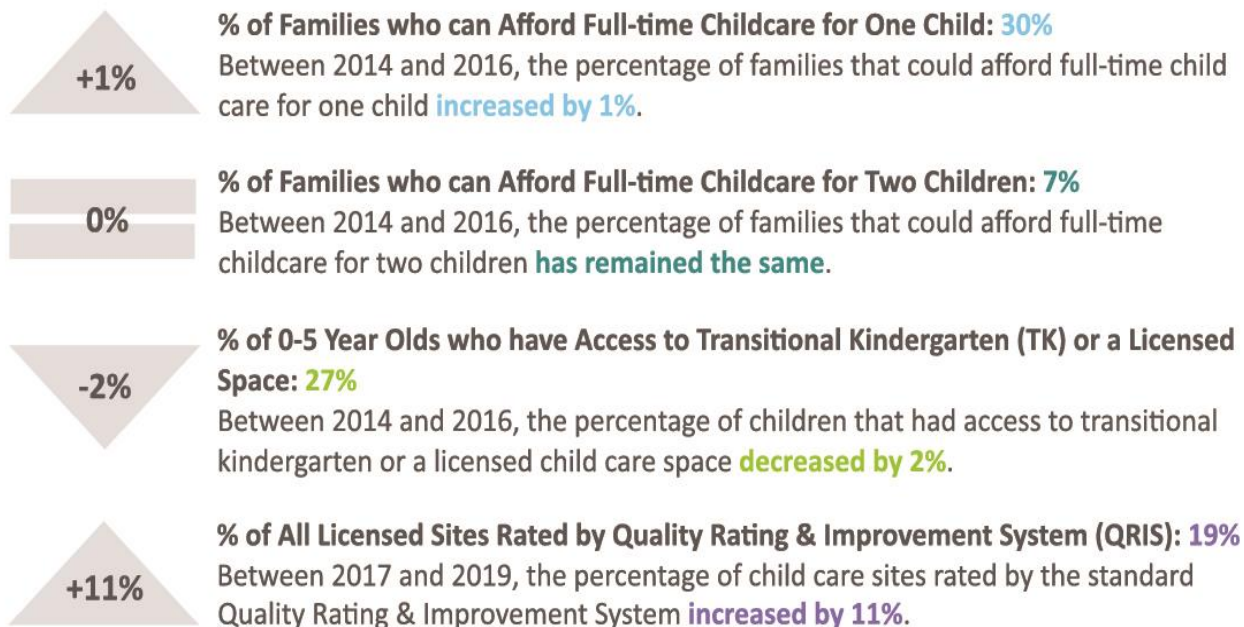 % of Families who can Afford Full-time Childcare for One Child: 30%
+1%
Between 2014 and 2016, the percentage of families that could afford full-time child
care for one child increased by 1%.
% of Families who can Afford Full-time Childcare for Two Children: 7%
0%
Between 2014 and 2016, the percentage of families that could afford full-time
childcare for two children has remained the same.
% of 0-5 Year Olds who have Access to Transitional Kindergarten (TK) or a Licensed
Space: 27%
-2%
Between 2014 and 2016, the percentage of children that had access to transitional
kindergarten or a licensed child care space decreased by 2%.
% of All Licensed Sites Rated by Quality Rating & Improvement System (QRIS): 19%
+11%
Between 2017 and 2019, the percentage of child care sites rated by the standard
Quality Rating & Improvement System increased by 11%.